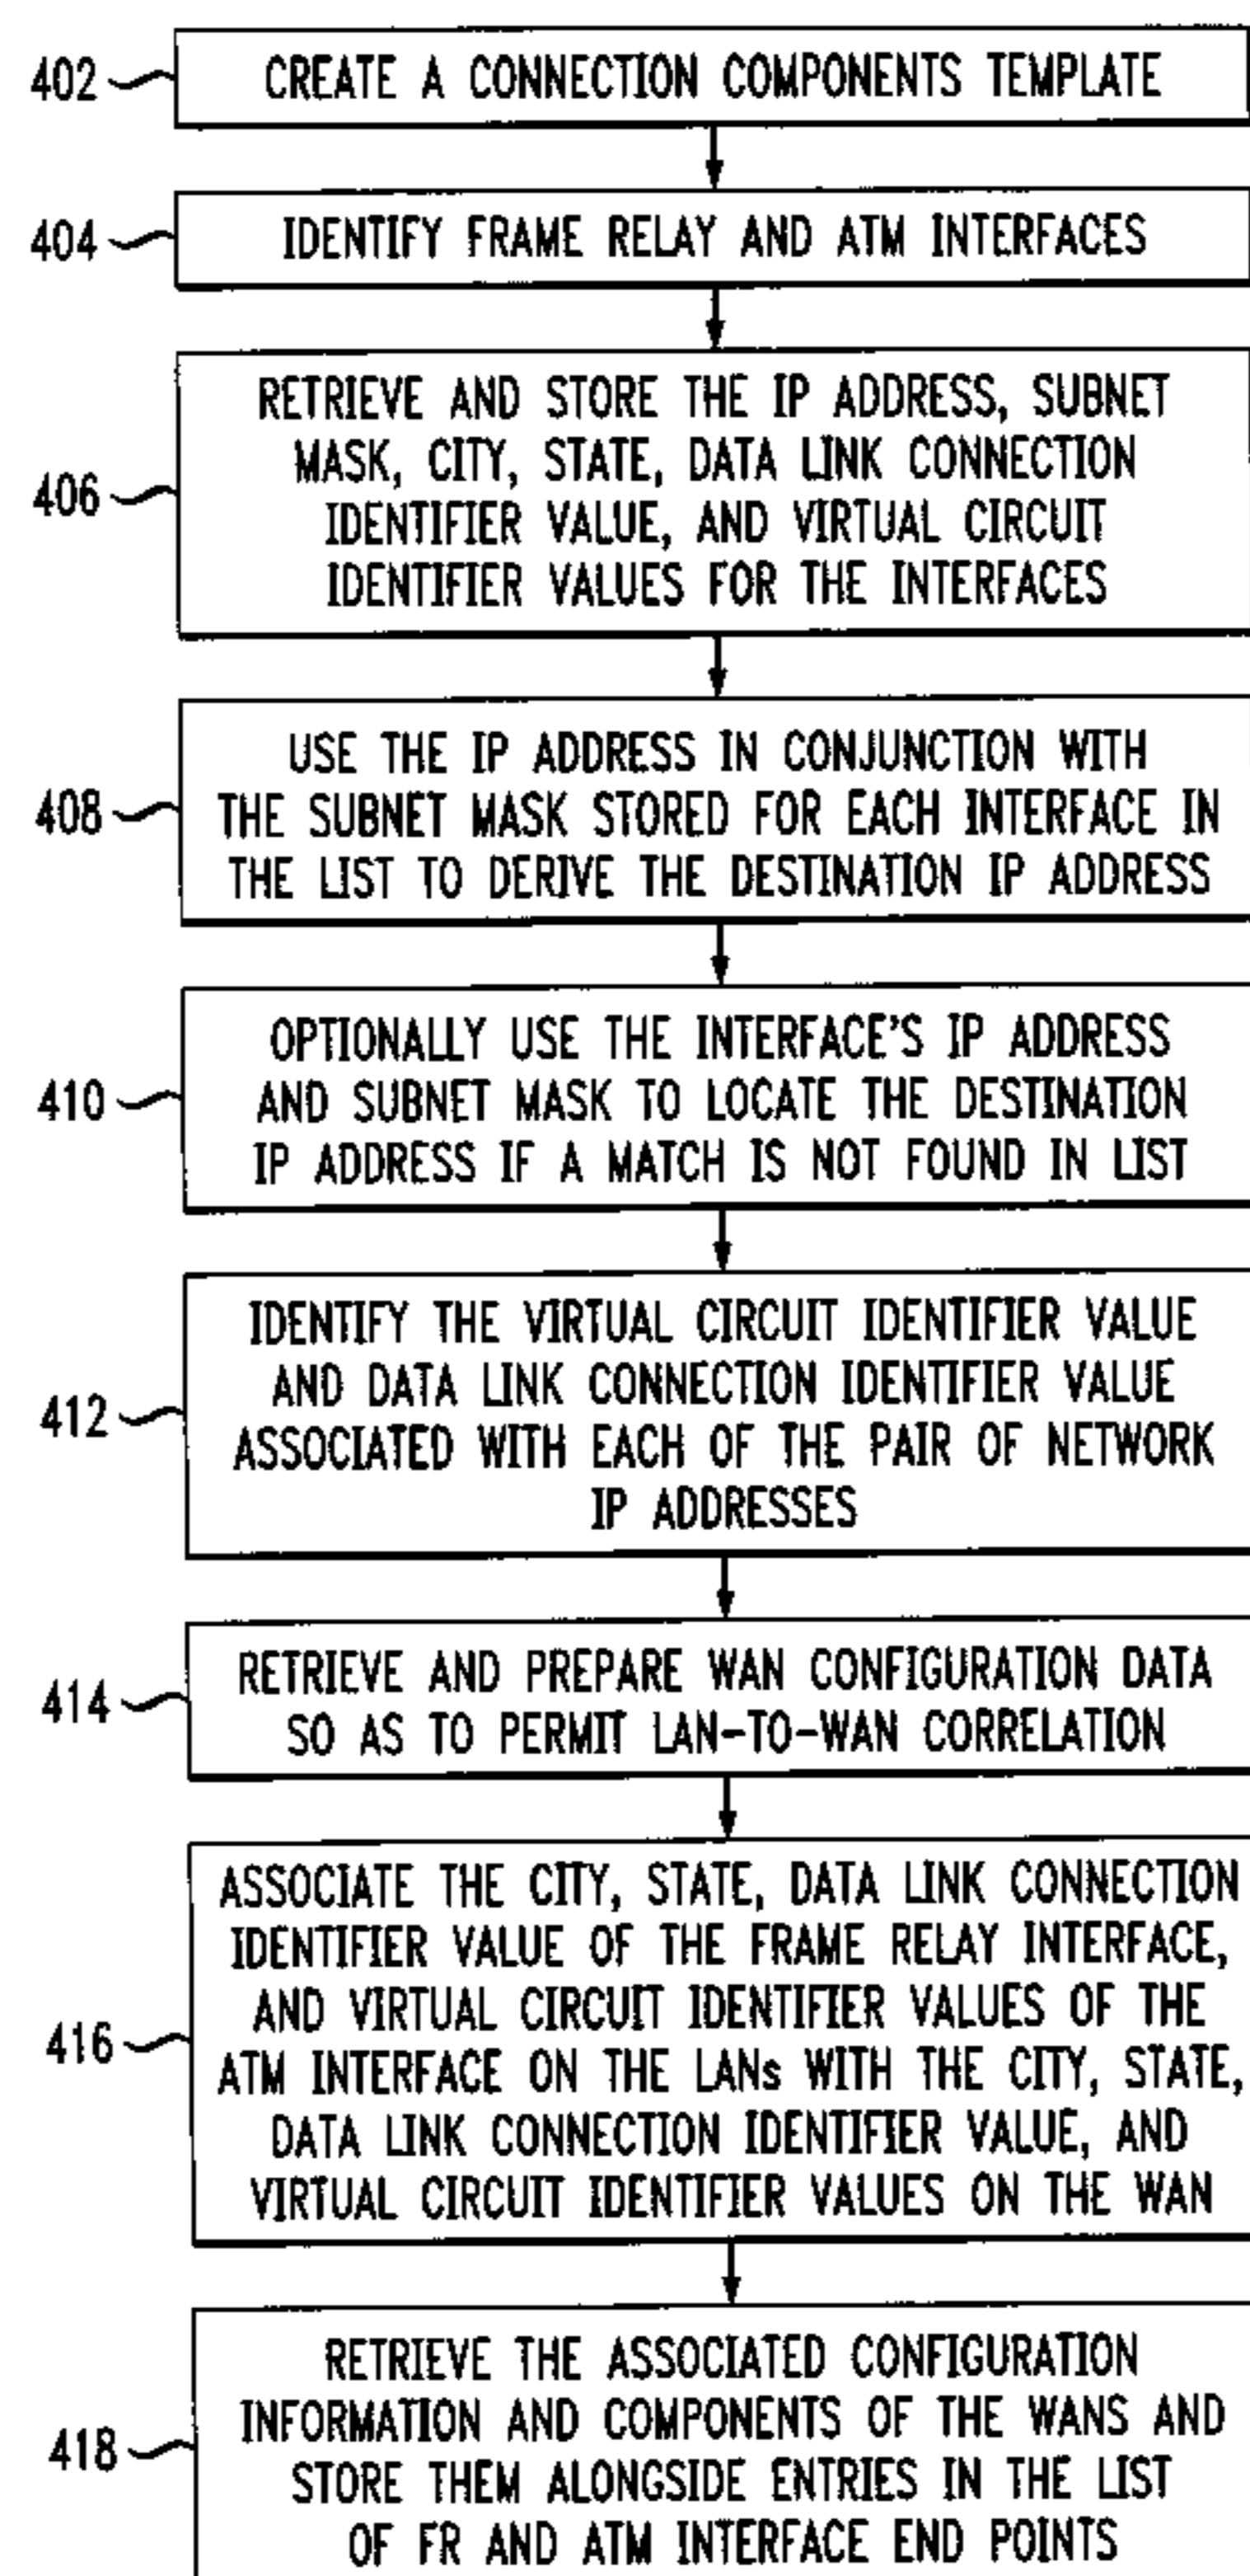 402 CREATE A CONNECTION COMPONENTS TEMPLATE
404 IDENTIFY FRAME RELAY AND ATM INTERFACES
RETRIEVE AND STORE THE IP ADDRESS, SUBNET
MASK, CITY, STATE, DATA LINK CONNECTION
406 IDENTIFIER VALUE, AND VIRTUAL CIRCUIT
IDENTIFIER VALUES FOR THE INTERFACES
USE THE IP ADDRESS IN CONJUNCTION WITH
408 THE SUBNET MASK STORED FOR EACH INTERFACE IN
THE LIST TO DERIVE THE DESTINATION IP ADDRESS
OPTIONALLY USE THE INTERFACE'S IP ADDRESS
410 AND SUBNET MASK TO LOCATE THE DESTINATION
IP ADDRESS IF A MATCH IS NOT FOUND IN LIST
IDENTIFY THE VIRTUAL CIRCUIT IDENTIFIER VALUE
AND DATA LINK CONNECTION IDENTIFIER VALUE
412 ASSOCIATED WITH EACH OF THE PAIR OF NETWORK
IP ADDRESSES
RETRIEVE AND PREPARE WAN CONFIGURATION DATA
414 SO AS TO PERMIT LAN-TO-WAN CORRELATION
ASSOCIATE THE CITY, STATE, DATA LINK CONNECTION
IDENTIFIER VALUE OF THE FRAME RELAY INTERFACE,
AND VIRTUAL CIRCUIT IDENTIFIER VALUES OF THE
416 ATM INTERFACE ON THE LANs WITH THE CITY, STATE,
DATA LINK CONNECTION IDENTIFIER VALUE, AND
VIRTUAL CIRCUIT IDENTIFIER VALUES ON THE WAN
RETRIEVE THE ASSOCIATED CONFIGURATION
INFORMATION AND COMPONENTS OF THE WANS AND
418 STORE THEM ALONGSIDE ENTRIES IN THE LIST
OF FR AND ATM INTERFACE END POINTS